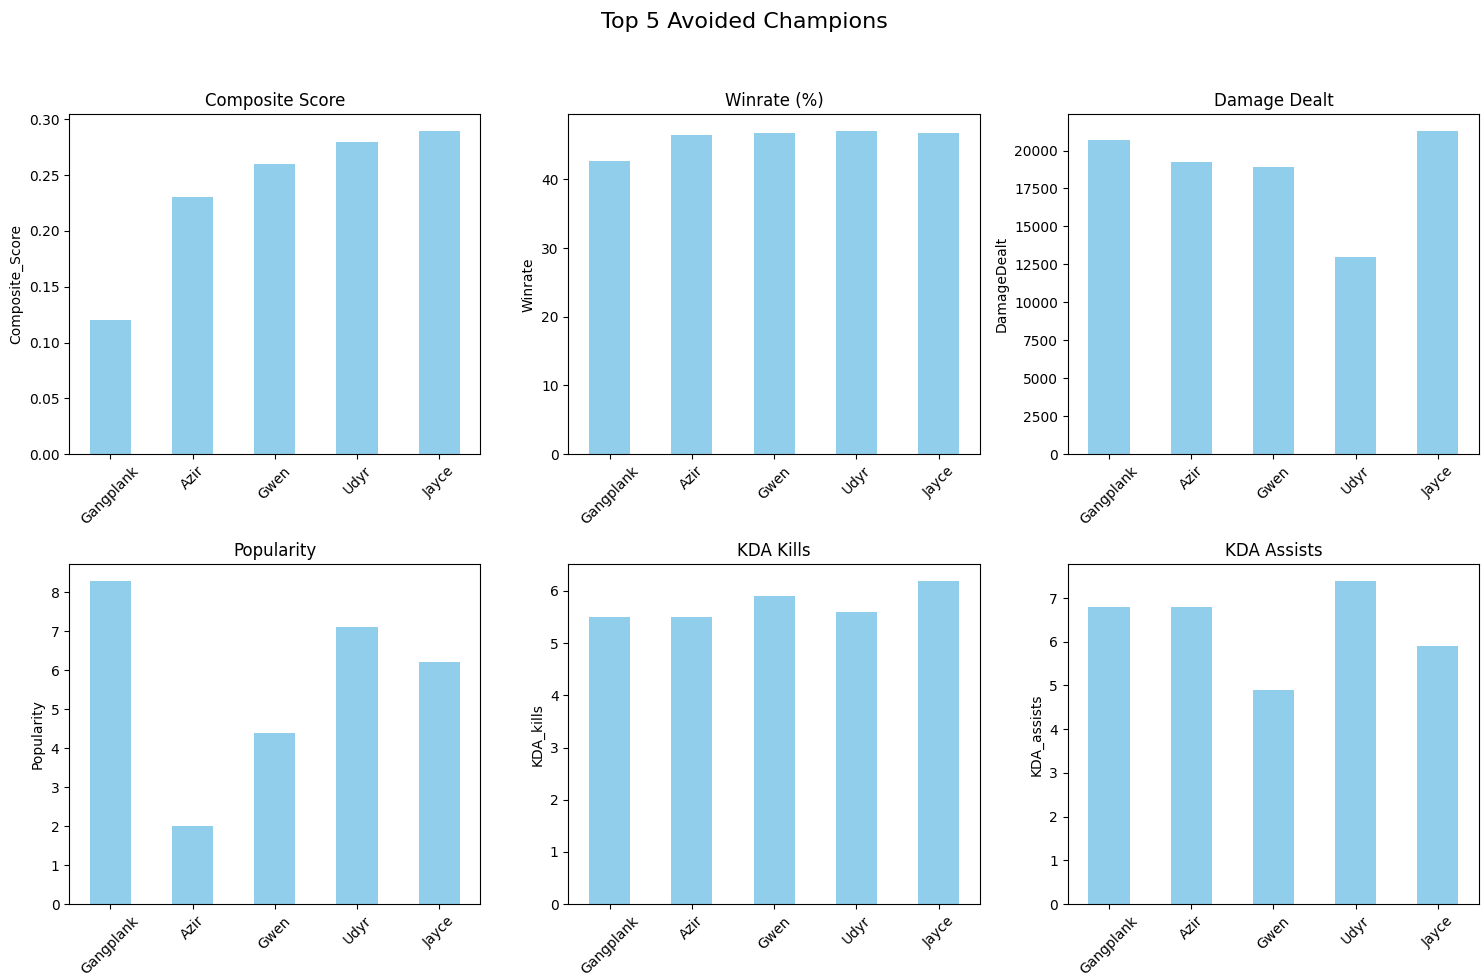 Top 5 Avoided Champions
Composite Score
Composite_Score
0.30
0.25
0.20
0.15
0.10
0.05
0.00
Gangplank
Azir
Gwen
Udyr
Jayce
Winrate (%)
Winrate
40
30
20
10
0
Gangplank
Azir
Gwen
Udyr
Jayce
Damage Dealt
DamageDealt
20000
17500
15000
12500
10000
7500
5000
2500
0
Gangplank
Azir
Gwen
Udyr
Jayce
Popularity
Popularity
8
7
6
5
4
3
2
1
0
Gangplank
Azir
Gwen
Udyr
Jayce
KDA Kills
KDA_kills
6
5
4
3
2
1
0
Gangplank
Azir
Gwen
Udyr
Jayce
KDA Assists
KDA_assists
7
6
5
4
3
2
1
0
Gangplank
Azir
Gwen
Udyr
Jayce